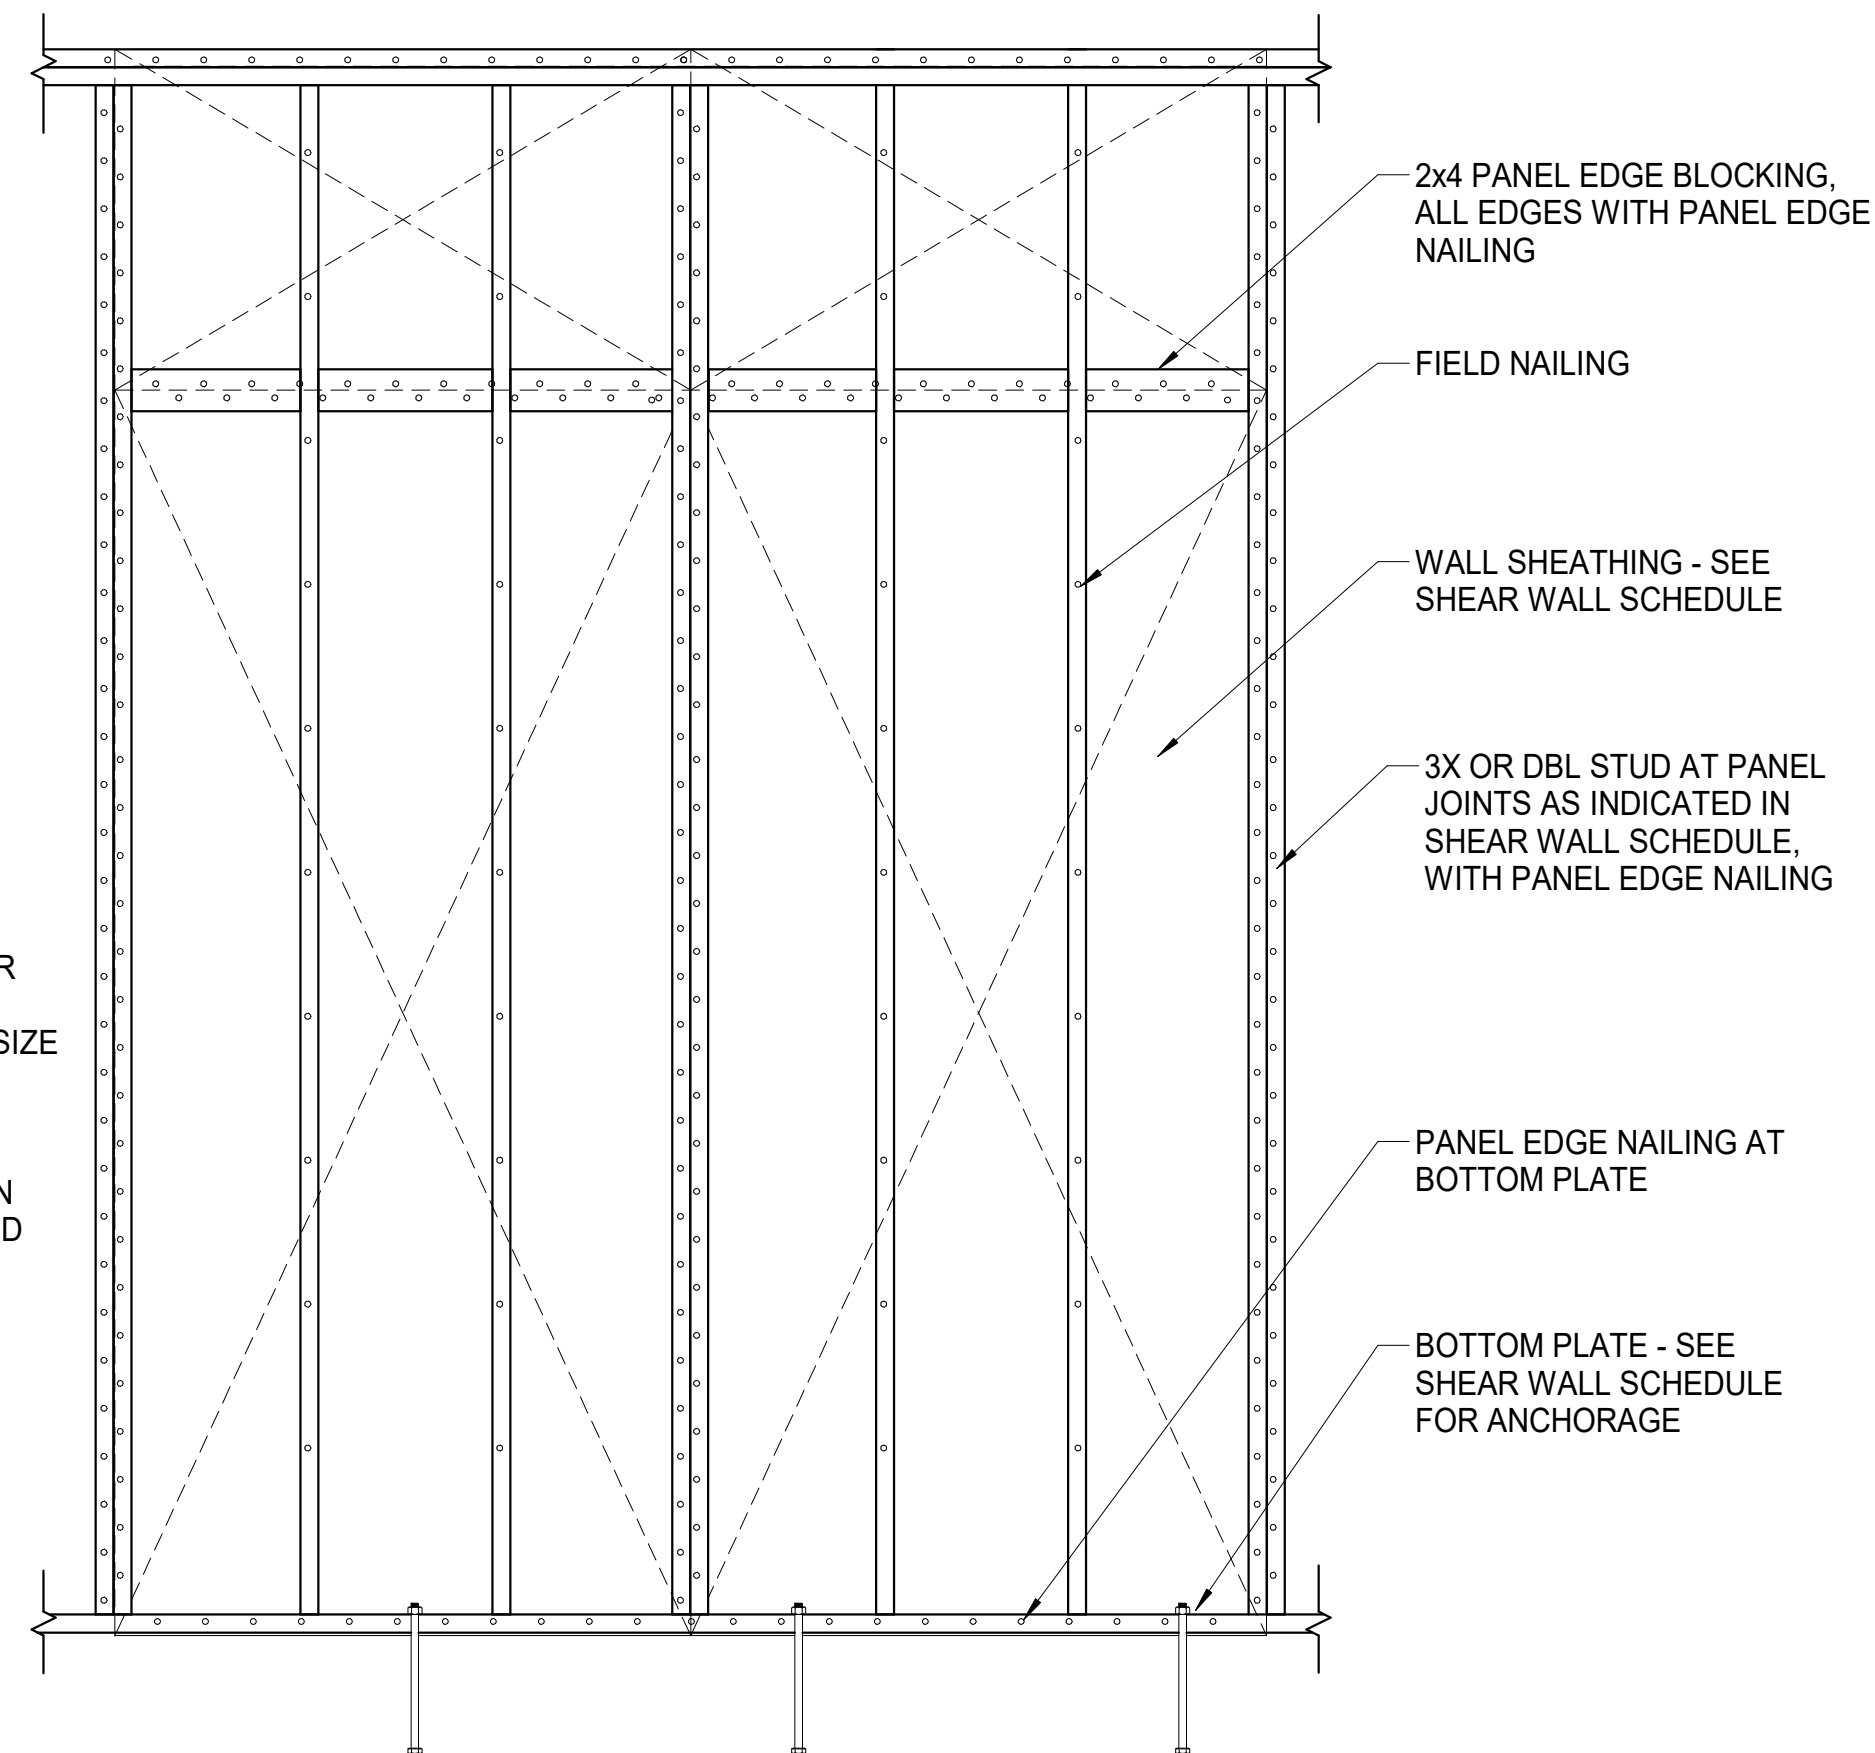 2x4 PANEL EDGE BLOCKING,
ALL EDGES WITH PANEL EDGE
NAILING
FIELD NAILING
WALL SHEATHING - SEE
SHEAR WALL SCHEDULE
3X OR DBL STUD AT PANEL
JOINTS AS INDICATED IN
SHEAR WALL SCHEDULE,
WITH PANEL EDGE NAILING
R
SIZE
N
D
PANEL EDGE NAILING AT
BOTTOM PLATE
BOTTOM PLATE - SEE
SHEAR WALL SCHEDULE
FOR ANCHORAGE